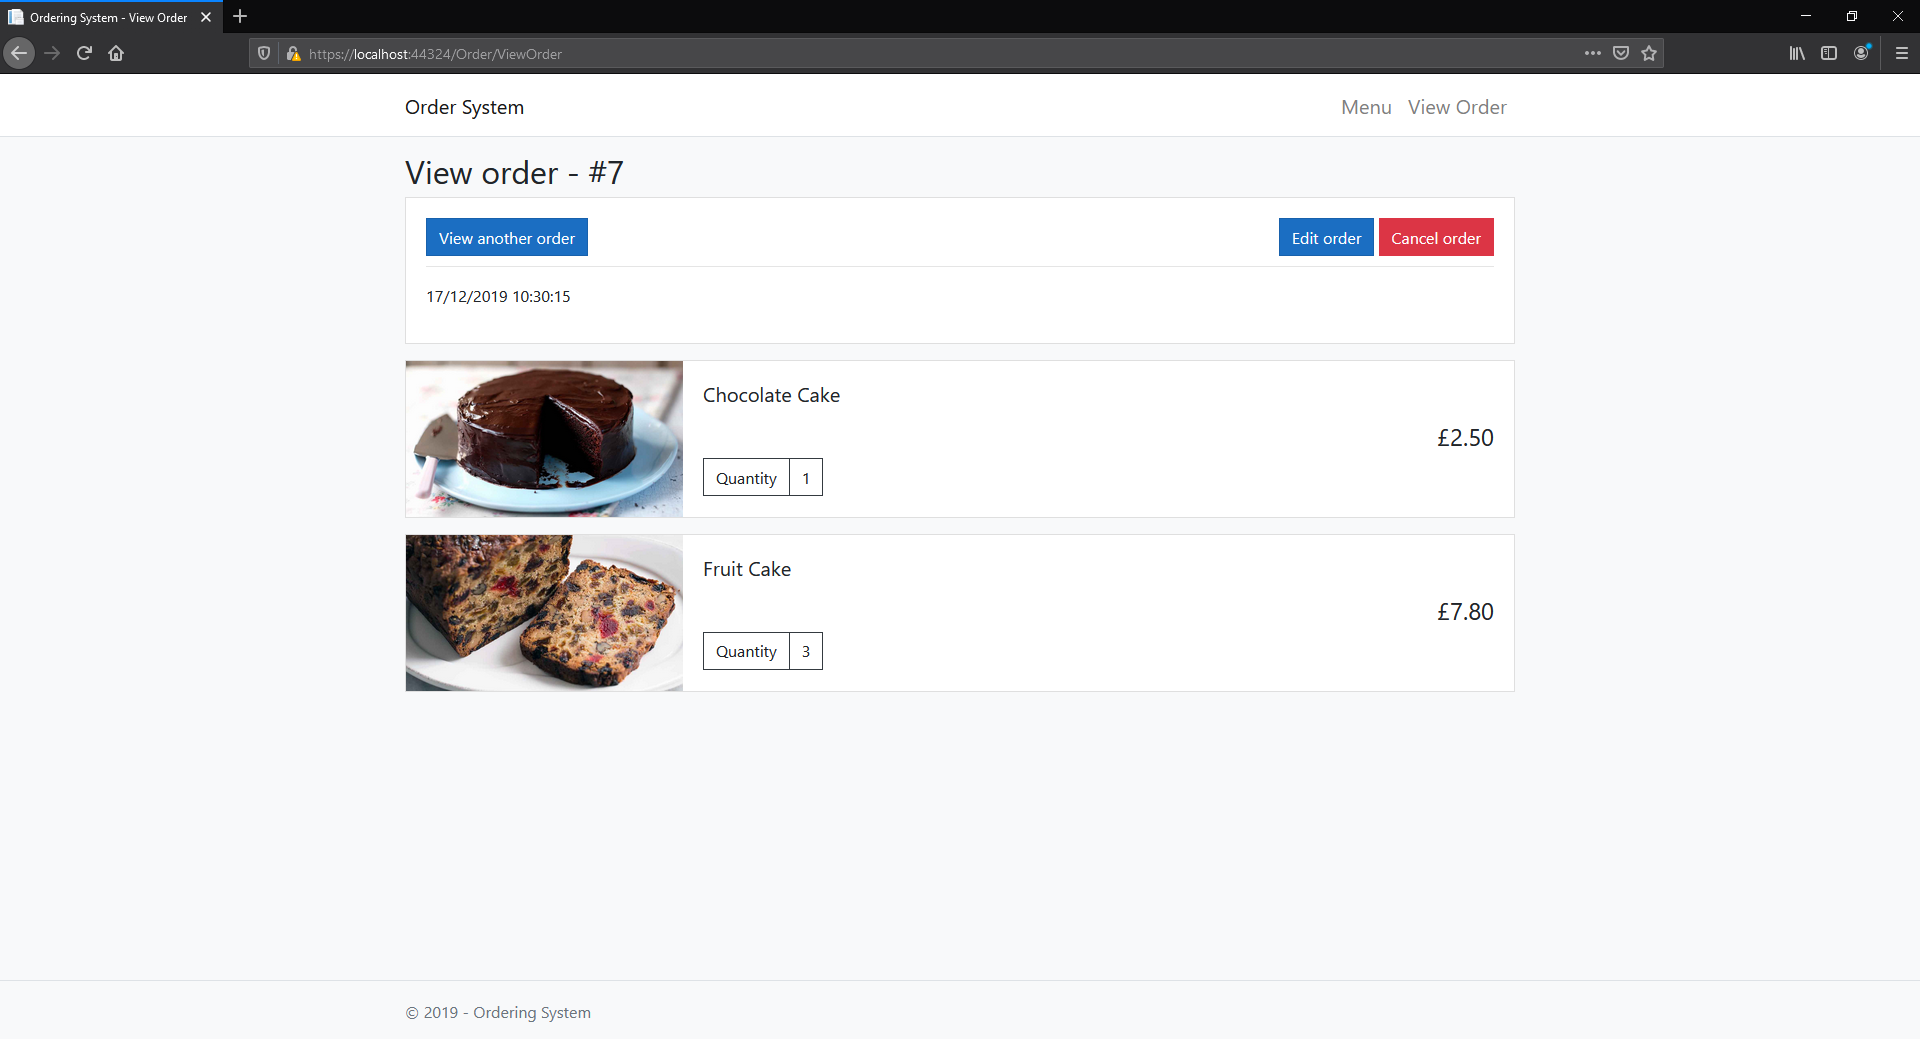 Ordering System - View Order
https://localhost:44324/Order/ViewOrder
Order System
Menu View Order
View order - #7
View another order
Edit order Cancel order
17/12/2019 10:30:15
Chocolate Cake
£2.50
Quantity 1
Fruit Cake
£7.80
Quantity 3
© 2019 - Ordering System